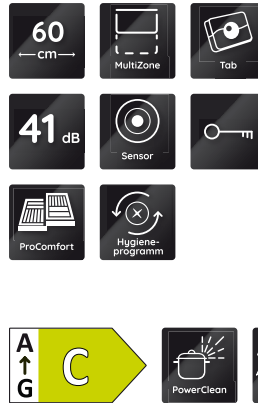 60
cm
MultiZone
Tab
41 dB
Sensor
ProComfort
Hygiene-
programm
A
G
C
PowerClean